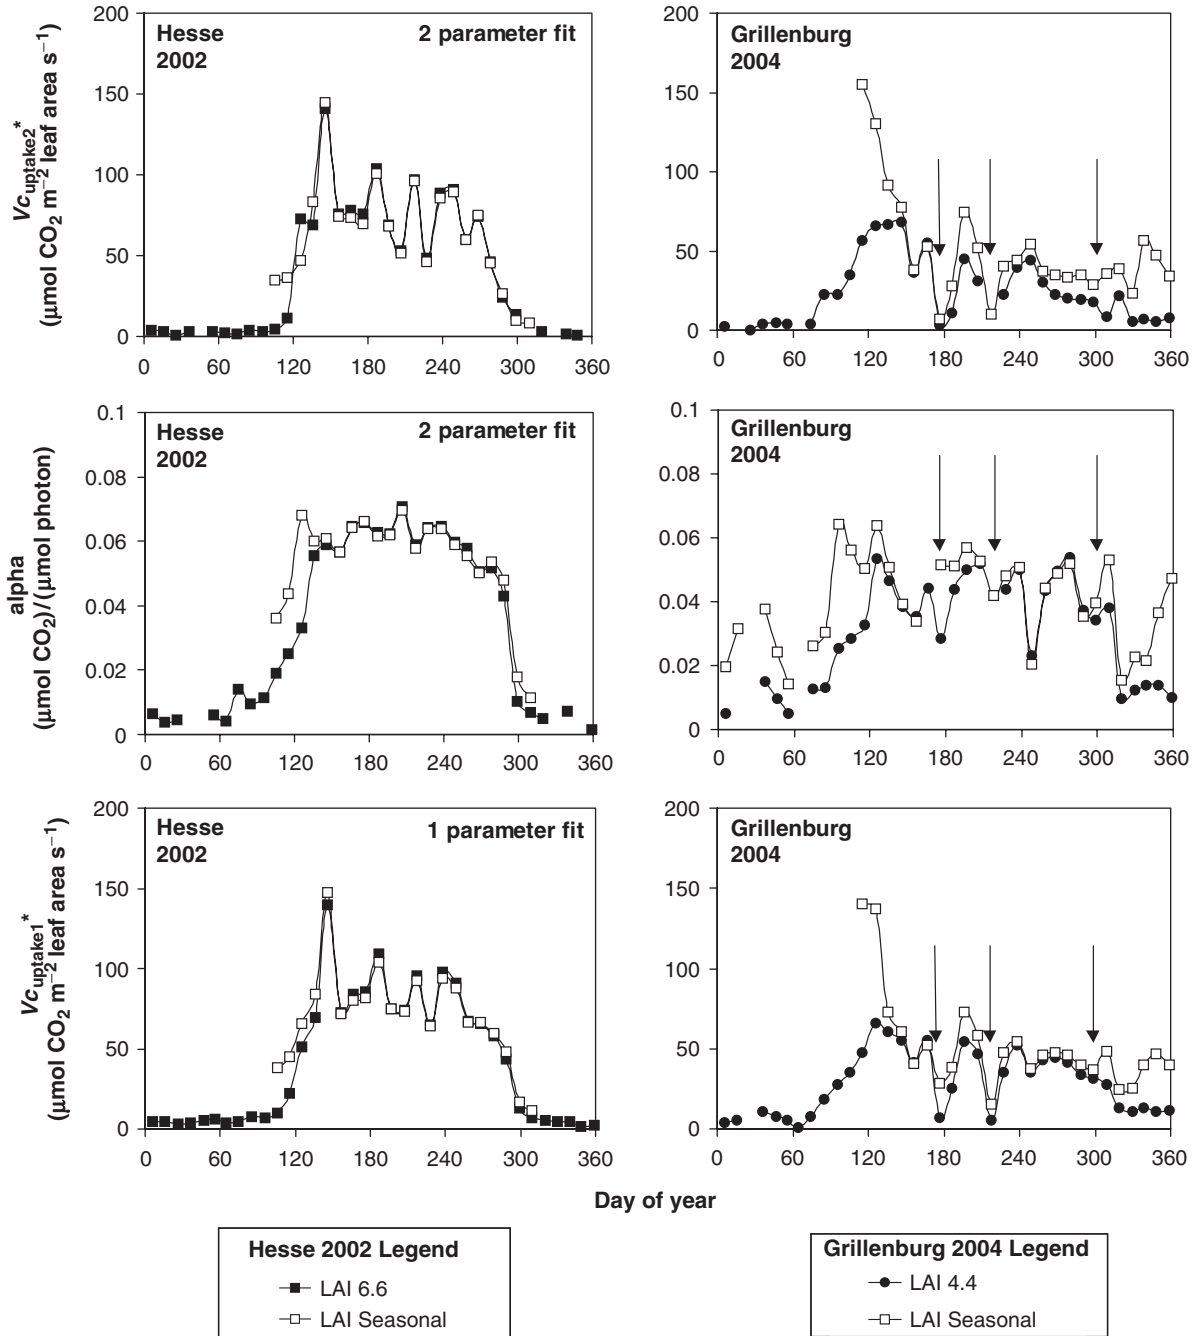 Hesse
2002
2 parameter fit
Vc uptake2*
(μmol CO2 m−2 leaf area s−1)
200
150
100
50
0
0 60 120 180 240 300 360
Grillenburg
2004
200
150
100
50
0
0 60 120 180 240 300 360
Hesse
2002
2 parameter fit
alpha
(μmol CO2)/(μmol photon)
0.1
0.08
0.06
0.04
0.02
0
0 60 120 180 240 300 360
Grillenburg
2004
0.1
0.08
0.06
0.04
0.02
0
0 60 120 180 240 300 360
Hesse
2002
1 parameter fit
Vc uptake1*
(μmol CO2 m−2 leaf area s−1)
200
150
100
50
0
0 60 120 180 240 300 360
Grillenburg
2004
200
150
100
50
0
0 60 120 180 240 300 360
Day of year
Hesse 2002 Legend
LAI 6.6
LAI Seasonal
Grillenburg 2004 Legend
LAI 4.4
LAI Seasonal